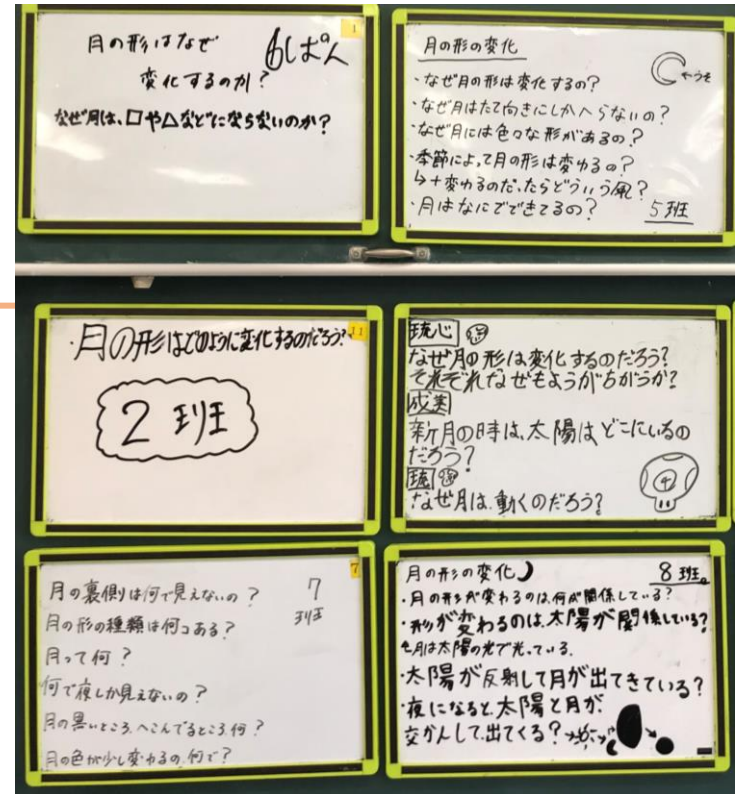 1
6しぱん
月の形はなぜ
変化するのか?
なぜ月は、□や△などにならないのか?
月の形の変化
・なぜ月の形は変化するの?
・なぜ月はたて向きにしかへらないの?
・なぜ月には色々な形があるの?
・季節によって月の形は変わるの?
↳+変わるのだったらどういう風?
・月はなにでできてるの?
5班
・月の形はどのように変化するのだろう?
11
2班
琉心
なぜ月の形は変化するのだろう?
それぞれなぜもようがちがうか?
成実
新月の時は、太陽はどこにいるの
だろう?
琉
なぜ月は、動くのだろう?
4
7
月の裏側は何で見えないの?
7
班
月の形の種類は何コある?
月って何?
何で夜しか見えないの?
月の黒いところ、へこんでるところ、何?
月の色が少し変わるの、何で?
月の形の変化
8班。
・月の形が変わるのは、何が関係している?
・形が変わるのは、太陽が関係している?
月は太陽の光で光っている。
・太陽が反射して月が出てきている?
・夜になると、太陽と月が、
交かんして、出てくる?